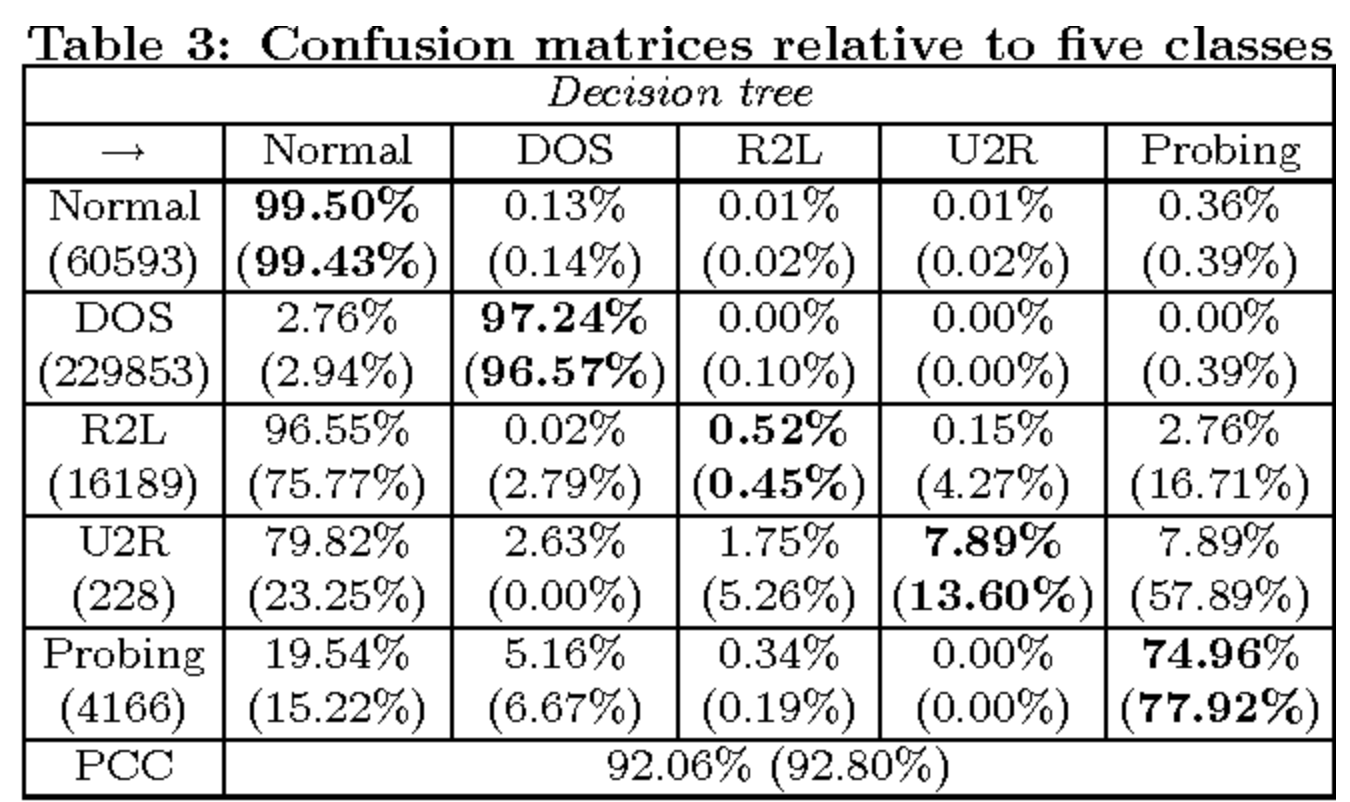 Table 3: Confusion matrices relative to five classes
Decision tree
→ Normal DOS R2L U2R Probing
Normal 99.50% 0.13% 0.01% 0.01% 0.36%
(60593) (99.43%) (0.14%) (0.02%) (0.02%) (0.39%)
DOS 2.76% 97.24% 0.00% 0.00% 0.00%
(229853) (2.94%) (96.57%) (0.10%) (0.00%) (0.39%)
R2L 96.55% 0.02% 0.52% 0.15% 2.76%
(16189) (75.77%) (2.79%) (0.45%) (4.27%) (16.71%)
U2R 79.82% 2.63% 1.75% 7.89% 7.89%
(228) (23.25%) (0.00%) (5.26%) (13.60%) (57.89%)
Probing 19.54% 5.16% 0.34% 0.00% 74.96%
(4166) (15.22%) (6.67%) (0.19%) (0.00%) (77.92%)
PCC 92.06% (92.80%)